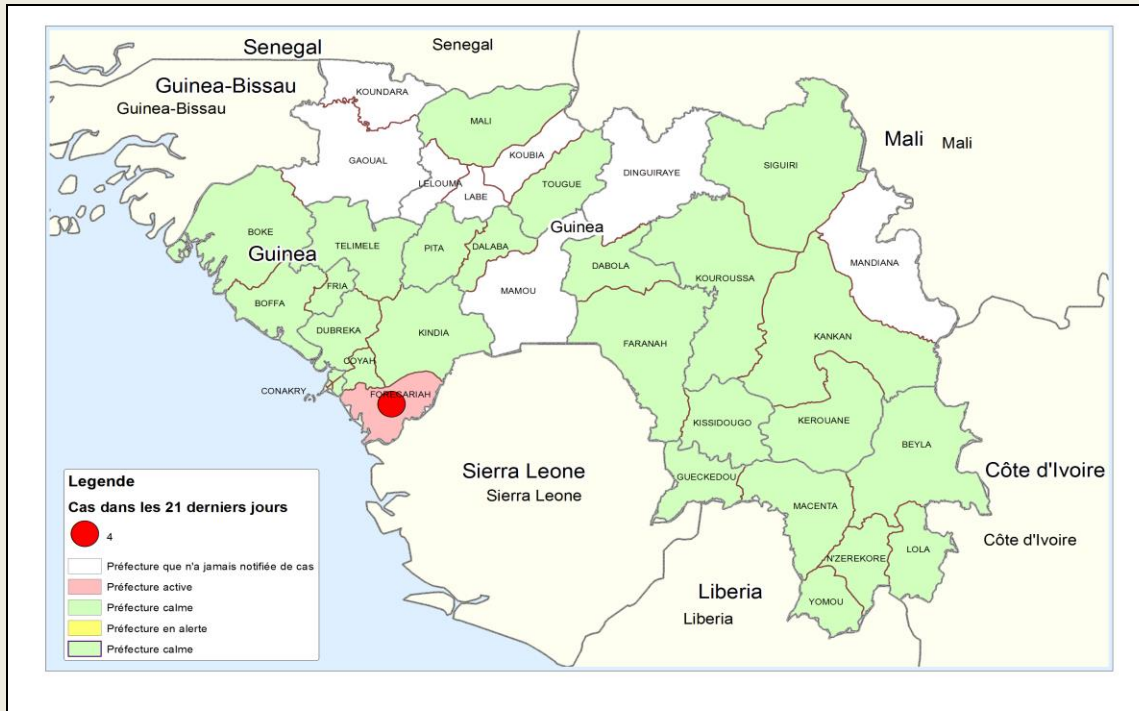 Senegal
Senegal
Guinea-Bissau
Guinea-Bissau
KOUNDARA
MALI
Mali
Mali
GAOUAL
KOUBIA
LELOUMA
LABE
TOUGUE
DINGUIRAYE
SIGUIRI
BOKE
Guinea
TELIMELE
PITA
DALABA
Guinea
DABOLA
KOUROUSSA
MANDIANA
FRIA
BOFFA
MAMOU
DUBREKA
KINDIA
FARANAH
KANKAN
COYAH
CONAKRY
FORECARIAH
KISSIDOUGO
KEROUANE
BEYLA
Sierra Leone
Sierra Leone
GUECKEDOU
MACENTA
Côte d'Ivoire
Côte d'Ivoire
N'ZEREKORE
LOLA
YOMOU
Liberia
Liberia
Legende
Cas dans les 21 derniers jours
4
Préfecture que n'a jamais notifiée de cas
Préfecture active
Préfecture calme
Préfecture en alerte
Préfecture calme